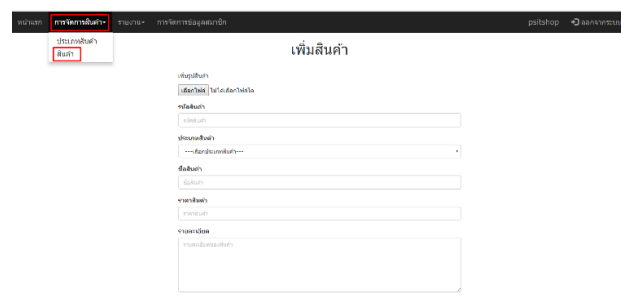 หน้าแรก การจัดการสินค้า รายงาน การจัดการข้อมูลสมาชิก psitshop ออกจากระบบ
ประเภทสินค้า
สินค้า
เพิ่มสินค้า
เพิ่มรูปสินค้า
เลือกไฟล์ ไม่ได้เลือกไฟล์ใด
รหัสสินค้า
รหัสสินค้า
ประเภทสินค้า
---เลือกประเภทสินค้า---
ชื่อสินค้า
ชื่อสินค้า
ราคาสินค้า
ราคาสินค้า
รายละเอียด
รายละเอียดของสินค้า